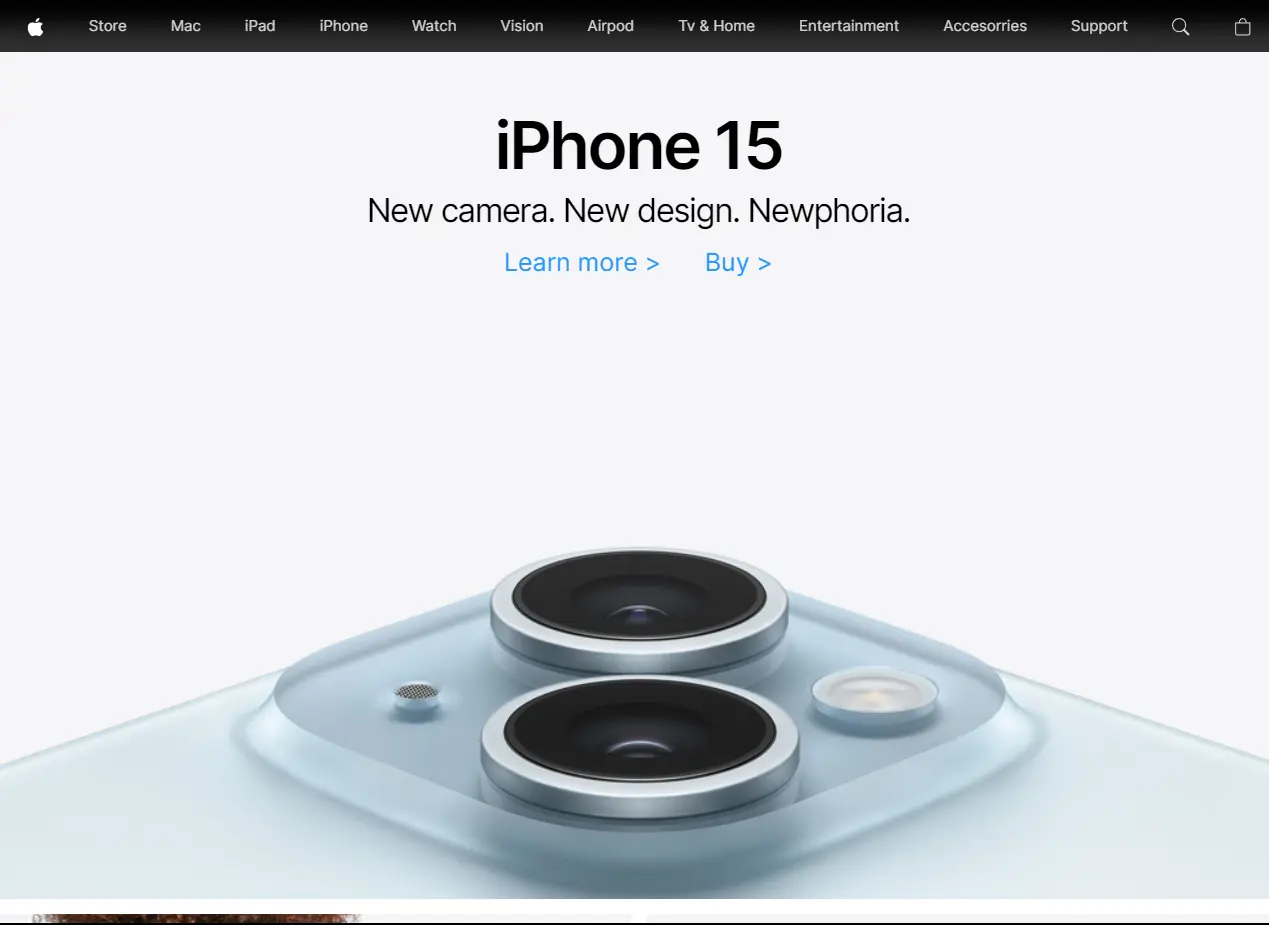 Store Mac iPad iPhone Watch Vision Airpod Tv & Home Entertainment Accesorries Support
iPhone 15
New camera. New design. Newphoria.
Learn more > Buy >